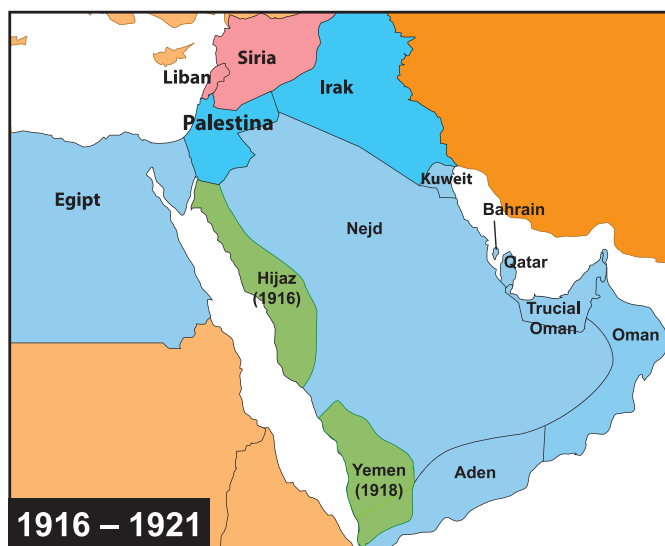 Siria
Liban
Irak
Palestina
Kuweit
Egipt
Bahrain
Nejd
Qatar
Hijaz
(1916)
Trucial
Oman
Oman
Yemen
(1918)
Aden
1916 – 1921